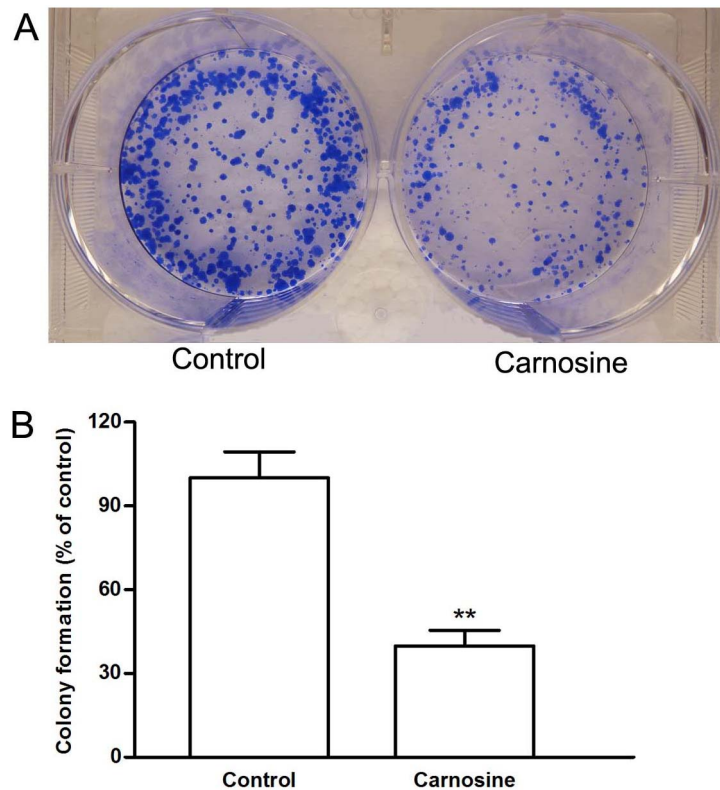 A
Control Carnosine
B
Colony formation (% of control)
120
90
60
30
0
**
Control Carnosine